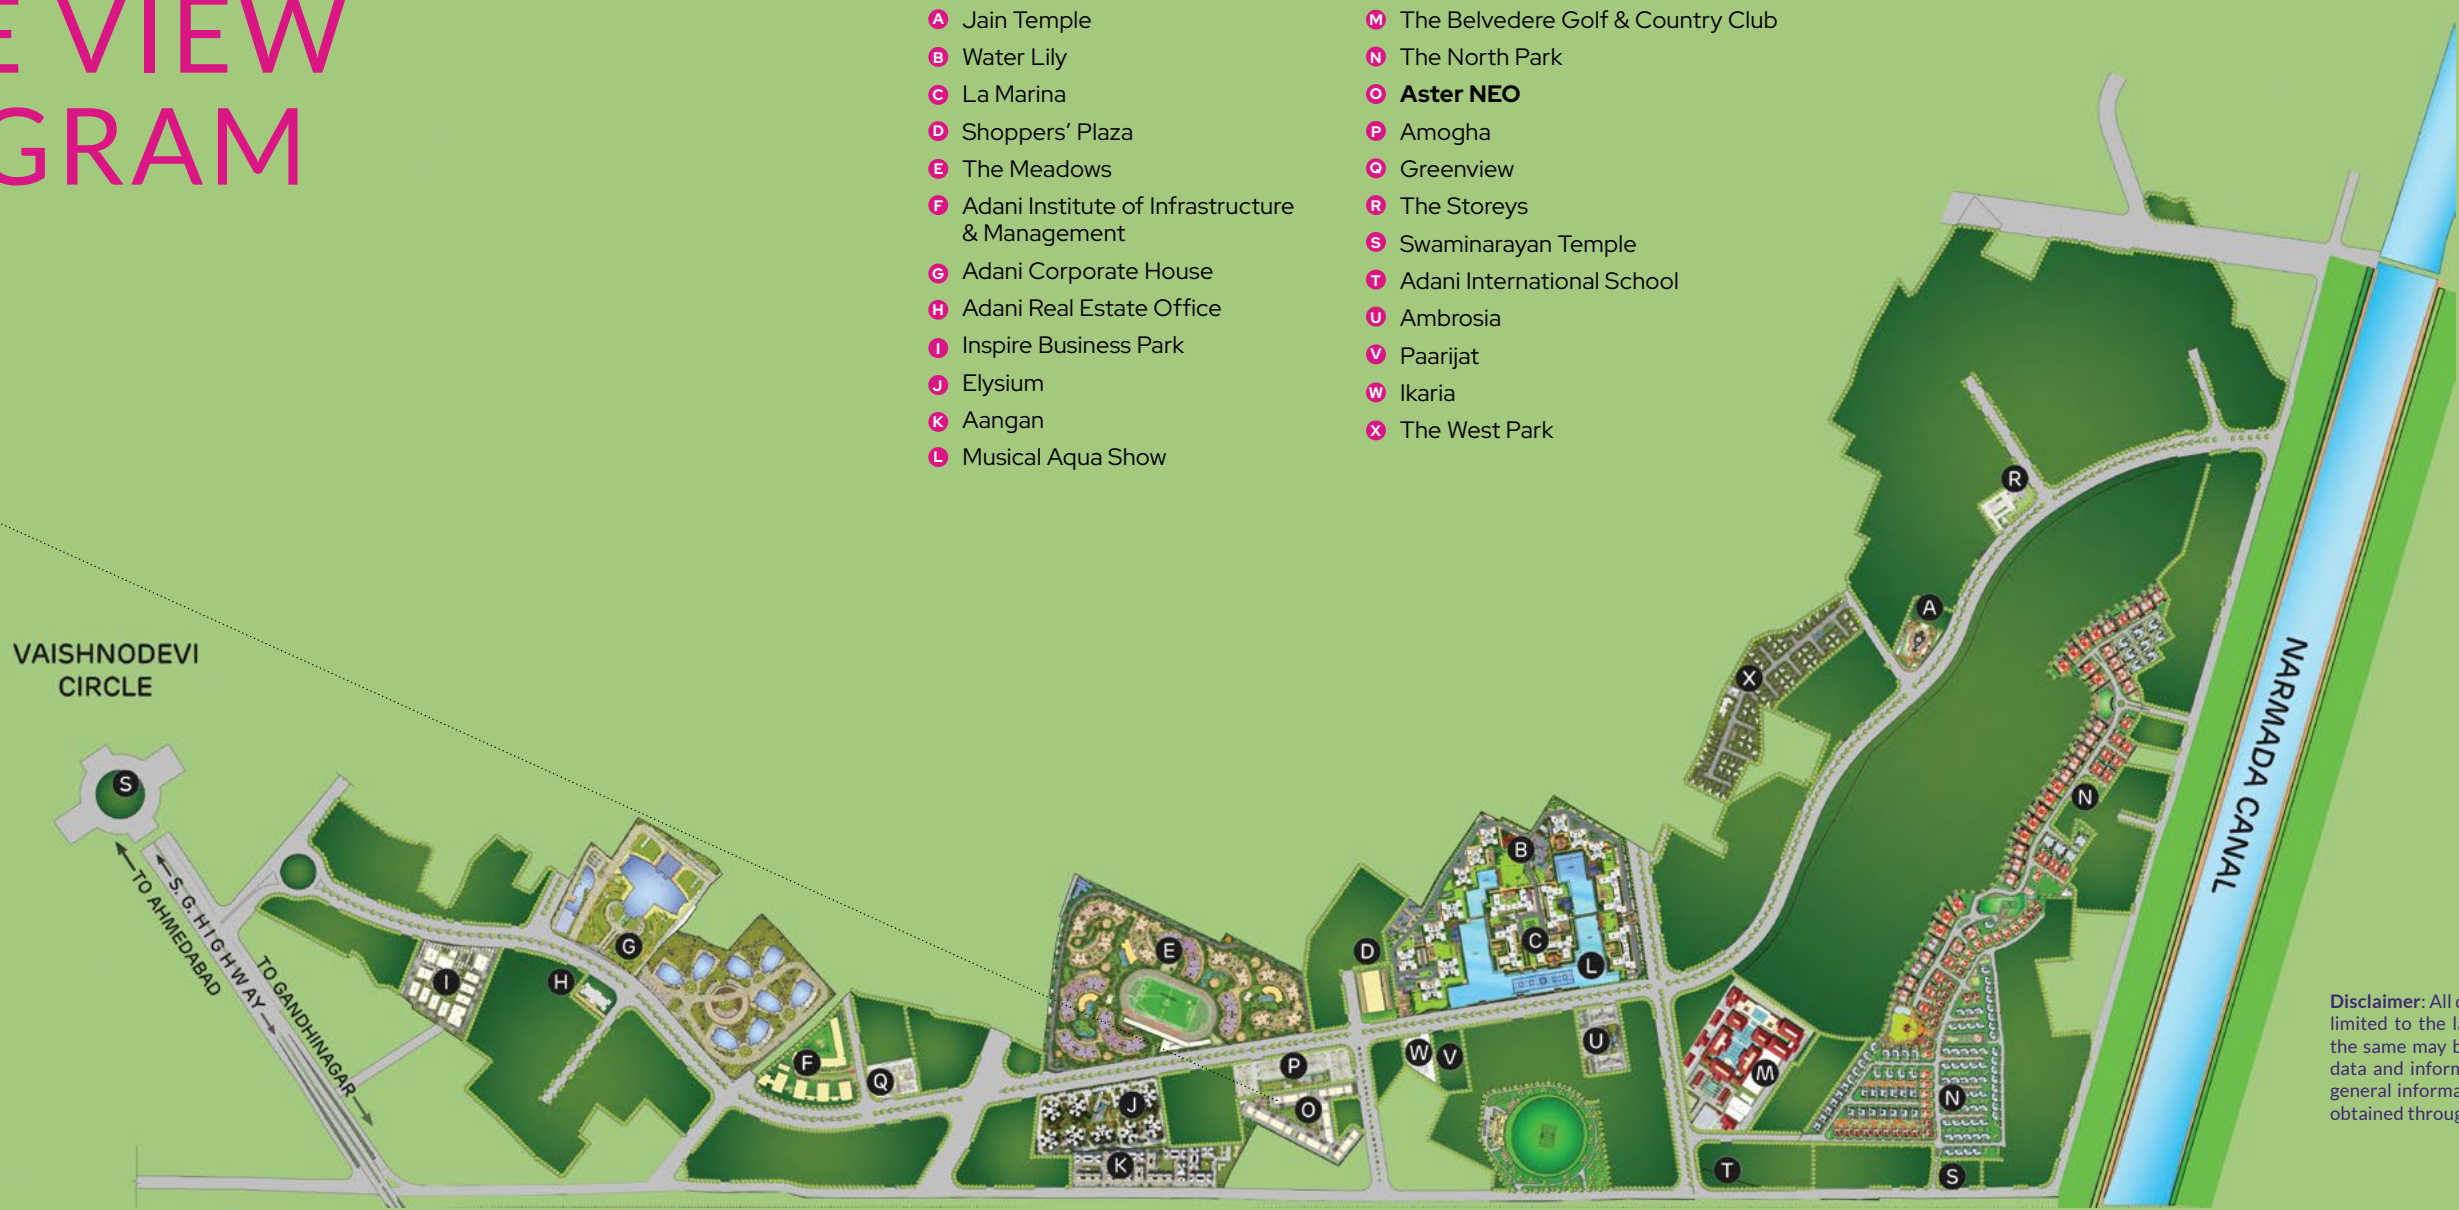 E VIEW
GRAM
A Jain Temple
B Water Lily
C La Marina
D Shoppers’ Plaza
E The Meadows
F Adani Institute of Infrastructure
& Management
G Adani Corporate House
H Adani Real Estate Office
I Inspire Business Park
J Elysium
K Aangan
L Musical Aqua Show
M The Belvedere Golf & Country Club
N The North Park
O Aster NEO
P Amogha
Q Greenview
R The Storeys
S Swaminarayan Temple
T Adani International School
U Ambrosia
V Paarijat
W Ikaria
X The West Park
VAISHNODEVI
CIRCLE
S
TO AHMEDABAD
S. G. HIGHWAY
TO GANDHINAGAR
I
H
G
F
Q
E
J
K
P
O
D
B
C
L
W
V
U
M
T
N
S
N
X
A
R
NARMADA CANAL
Disclaimer: All
limited to the
the same may
data and
general
obtained